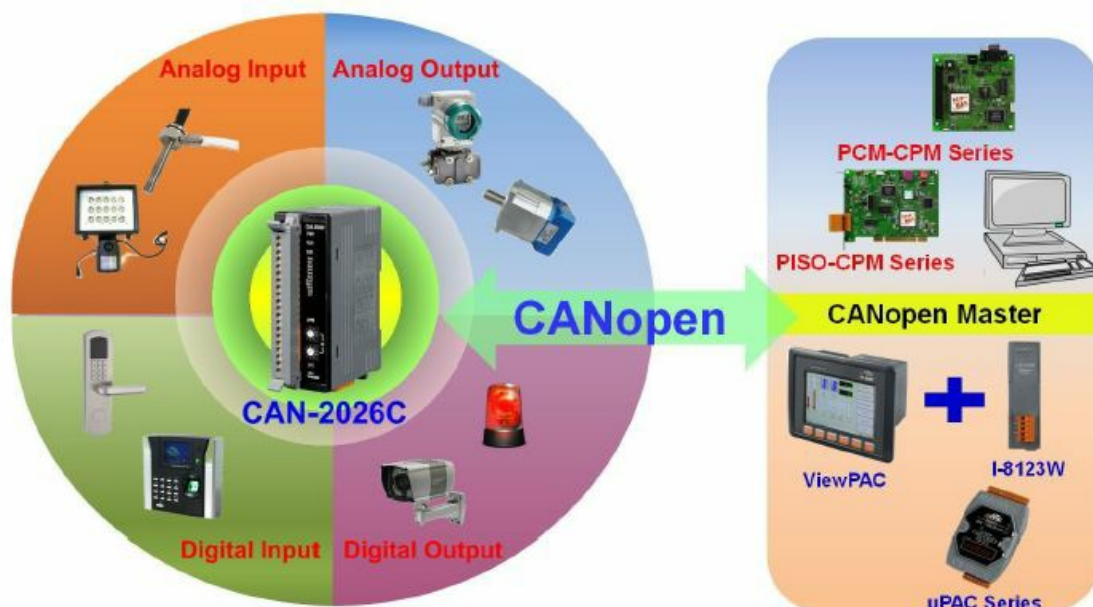 Analog Input
Analog Output
CAN-2026C
Digital Input
Digital Output
CANopen
PCM-CPM Series
PISO-CPM Series
CANopen Master
ViewPAC
I-8123W
µPAC Series